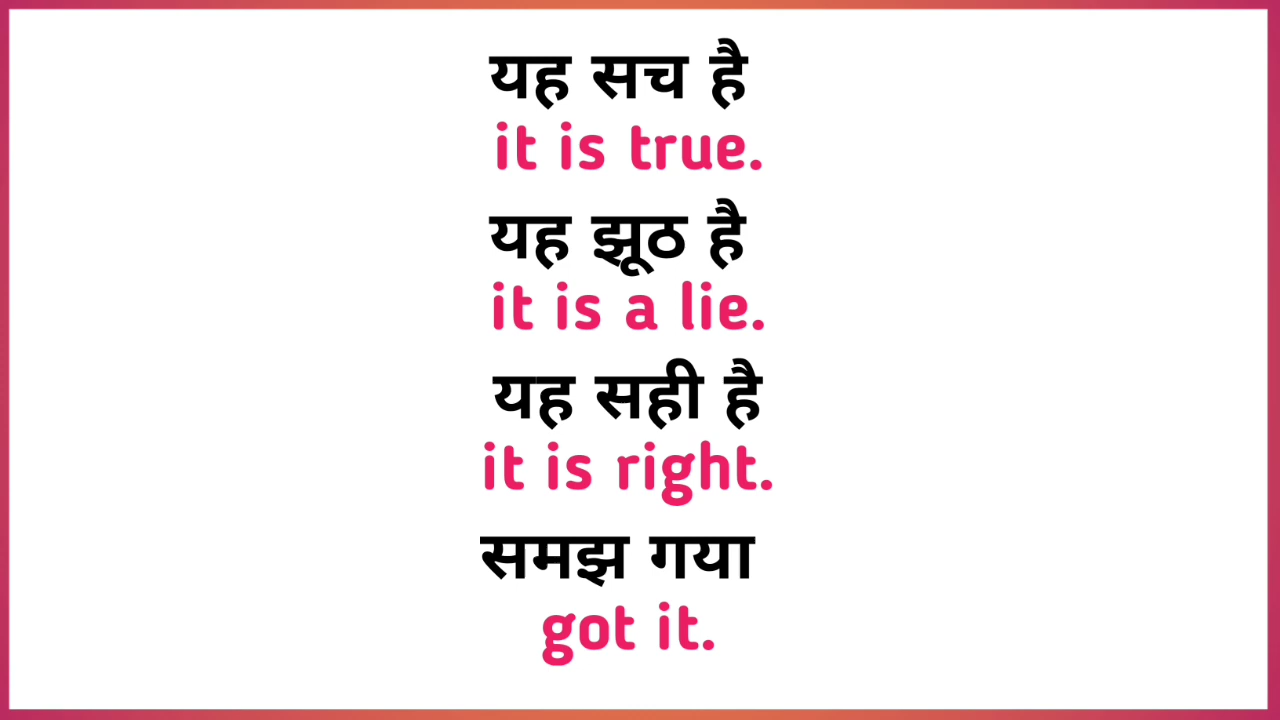 यह सच है
it is true.
यह झूठ है
it is a lie.
यह सही है
it is right.
समझ गया
got it.